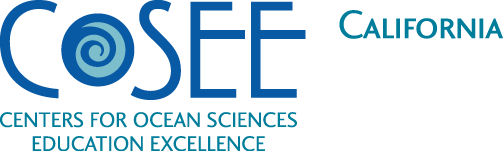 COSEE
CALIFORNIA
CENTERS FOR OCEAN SCIENCES
EDUCATION EXCELLENCE